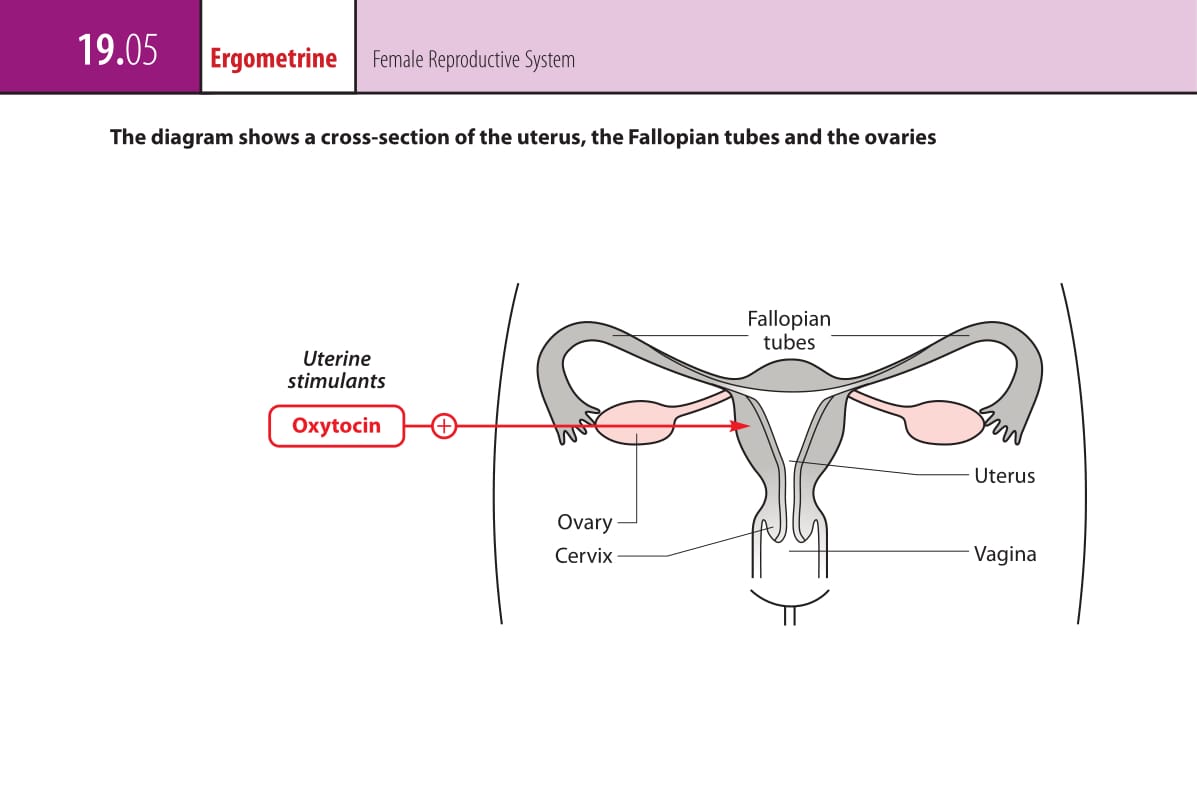 19.05
Ergometrine
Female Reproductive System
The diagram shows a cross-section of the uterus, the Fallopian tubes and the ovaries
Fallopian
tubes
Uterine
stimulants
Oxytocin
+
Uterus
Ovary
Cervix
Vagina